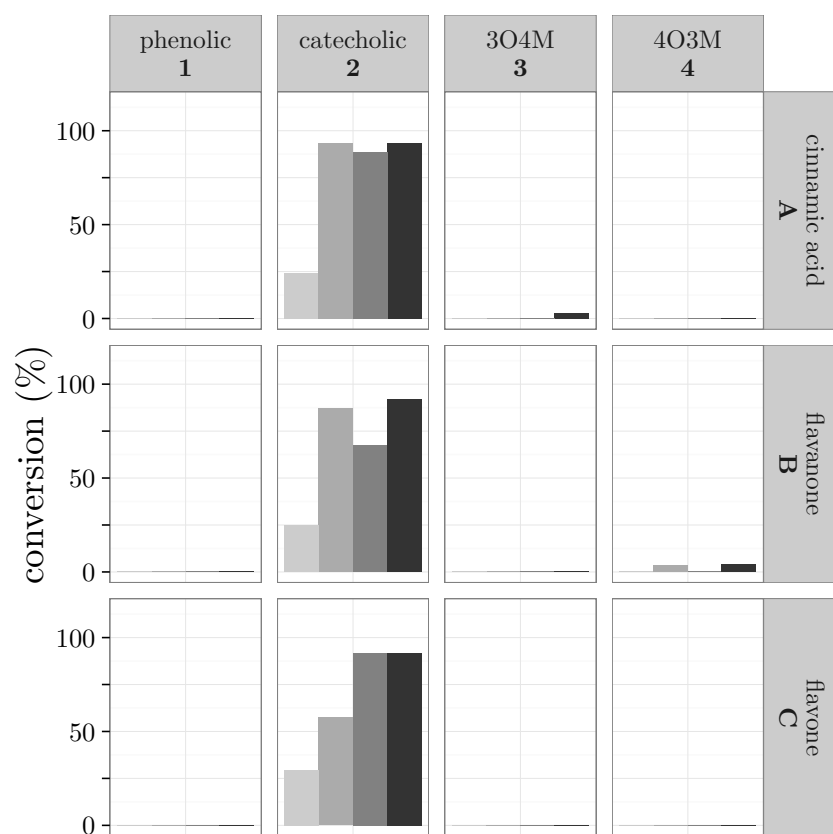 phenolic
1
catecholic
2
3O4M
3
4O3M
4
conversion (%)
100
50
0
cinnamic acid
A
100
50
0
flavanone
B
100
50
0
flavone
C